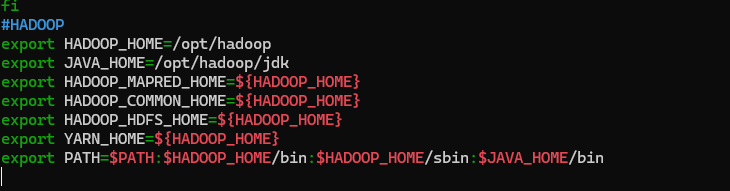 fi
#HADOOP
export HADOOP_HOME=/opt/hadoop
export JAVA_HOME=/opt/hadoop/jdk
export HADOOP_MAPRED_HOME=${HADOOP_HOME}
export HADOOP_COMMON_HOME=${HADOOP_HOME}
export HADOOP_HDFS_HOME=${HADOOP_HOME}
export YARN_HOME=${HADOOP_HOME}
export PATH=$PATH:$HADOOP_HOME/bin:$HADOOP_HOME/sbin:$JAVA_HOME/bin